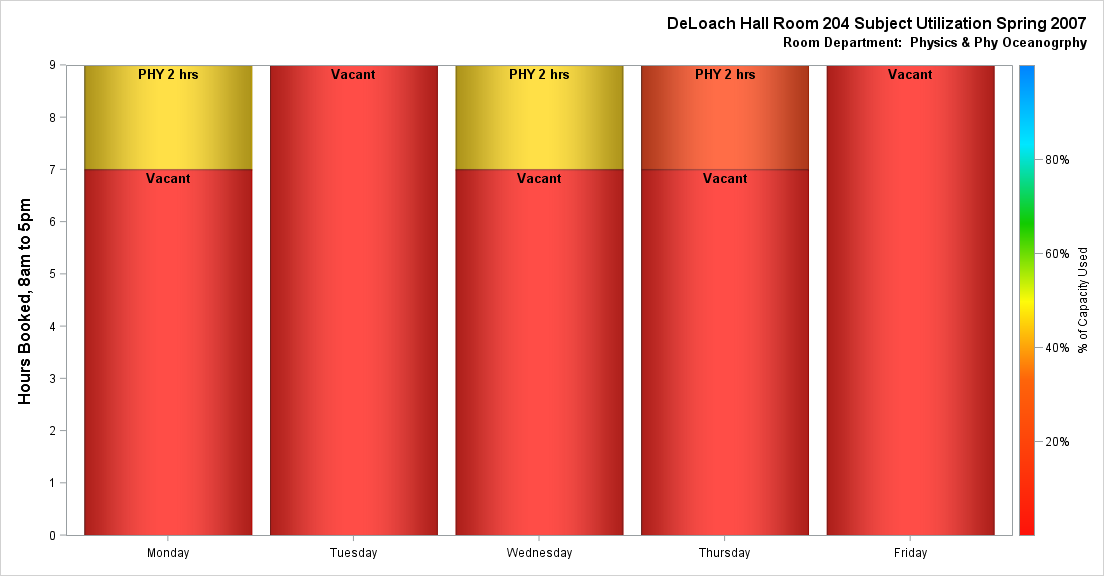 DeLoach Hall Room 204 Subject Utilization Spring 2007
Room Department:  Physics & Phy Oceanogrphy
Hours Booked, 8am to 5pm
9
8
7
6
5
4
3
2
1
0
PHY 2 hrs
Vacant
Vacant
PHY 2 hrs
Vacant
PHY 2 hrs
Vacant
Vacant
Monday
Tuesday
Wednesday
Thursday
Friday
80%
60%
40%
20%
% of Capacity Used